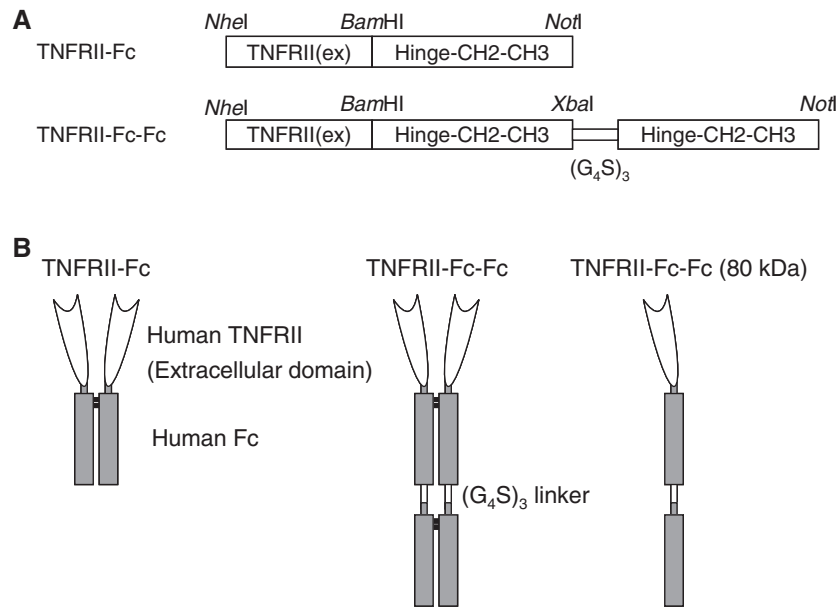 A
NheI BamHI NotI
TNFRII-Fc TNFRII(ex) Hinge-CH2-CH3
NheI BamHI XbaI NotI
TNFRII-Fc-Fc TNFRII(ex) Hinge-CH2-CH3 Hinge-CH2-CH3
(G₄S)₃
B
TNFRII-Fc TNFRII-Fc-Fc TNFRII-Fc-Fc (80 kDa)
Human TNFRII
(Extracellular domain)
Human Fc
(G₄S)₃ linker